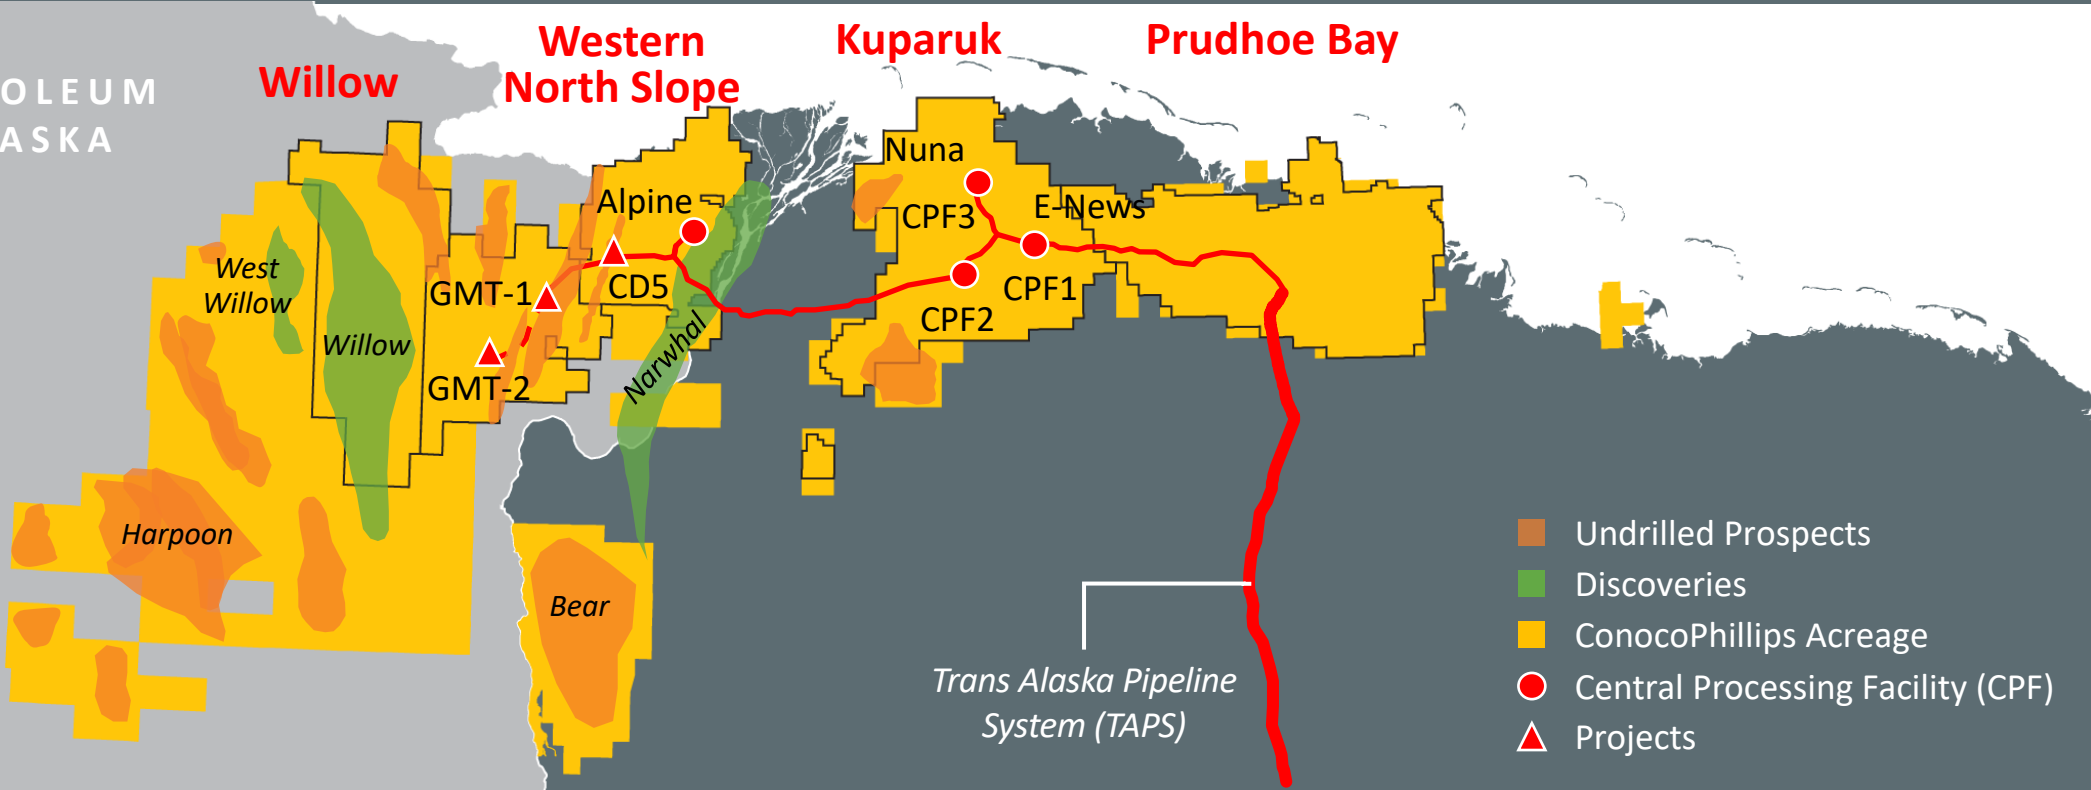 OLEUM
ASKA
Willow
Western
North Slope
Kuparuk
Prudhoe Bay
Nuna
Alpine
CPF3
E-News
West
Willow
GMT-1
CD5
CPF1
CPF2
Willow
Narwhal
GMT-2
Harpoon
Bear
Trans Alaska Pipeline
System (TAPS)
Undrilled Prospects
Discoveries
ConocoPhillips Acreage
Central Processing Facility (CPF)
Projects